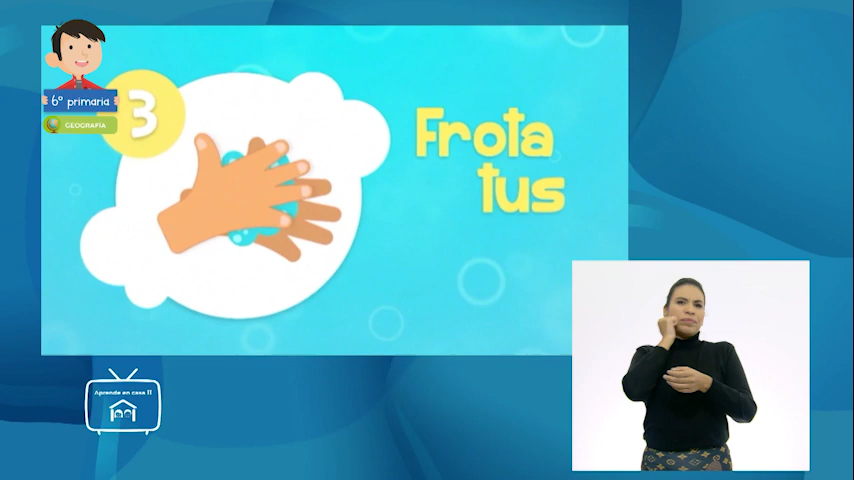 6° primaria
GEOGRAFÍA
3
Frota
tus
Aprende en casa II